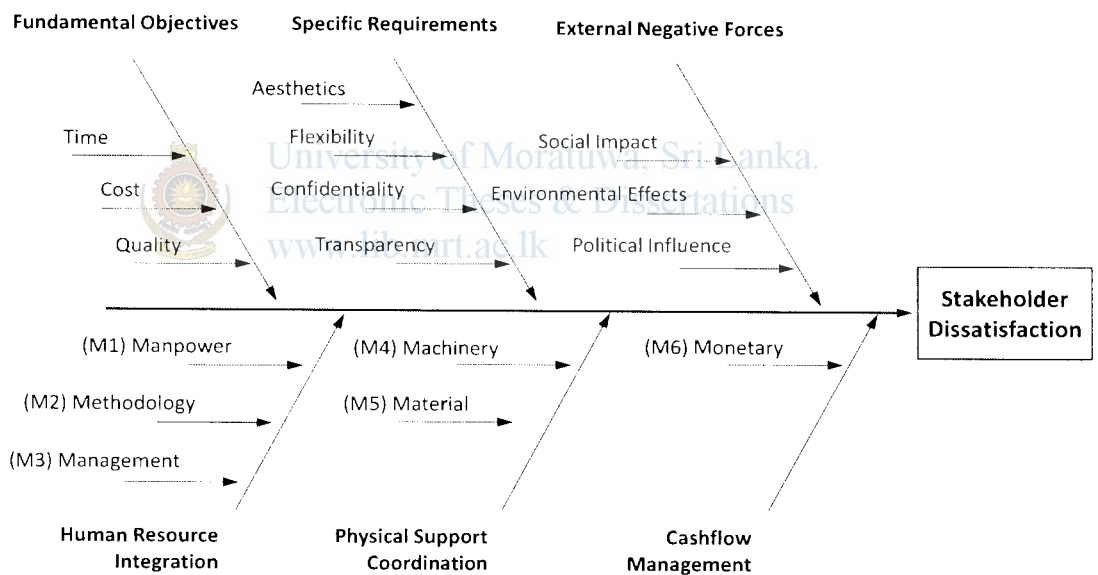 Fundamental Objectives
Specific Requirements
External Negative Forces
Aesthetics
Time
Flexibility
Social Impact
University of Moratuwa, Sri Lanka.
Cost
Confidentiality
Environmental Effects
Electronic Theses & Dissertations
Quality
Transparency
Political Influence
www.lib.mrt.ac.lk
Stakeholder
Dissatisfaction
(M1) Manpower
(M4) Machinery
(M6) Monetary
(M2) Methodology
(M5) Material
(M3) Management
Human Resource
Integration
Physical Support
Coordination
Cashflow
Management